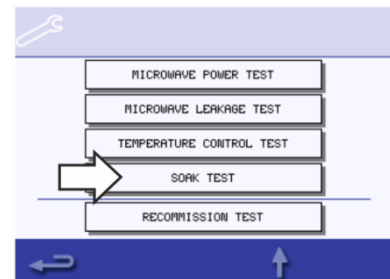 MICROWAVE POWER TEST
MICROWAVE LEAKAGE TEST
TEMPERATURE CONTROL TEST
SOAK TEST
RECOMMISSION TEST